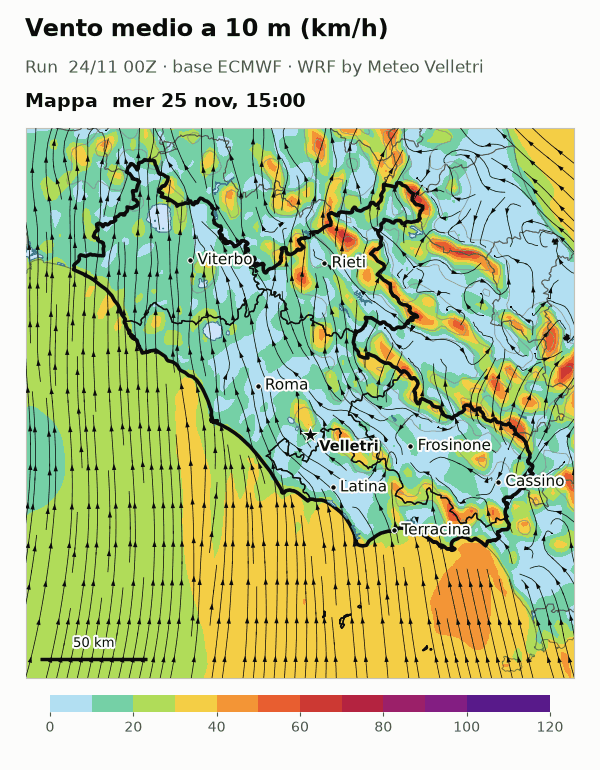 Vento medio a 10 m (km/h)
Run  24/11 00Z · base ECMWF · WRF by Meteo Velletri
Mappa  mer 25 nov, 15:00
Viterbo
Rieti
Roma
Velletri
Frosinone
Latina
Cassino
Terracina
50 km
0 20 40 60 80 100 120